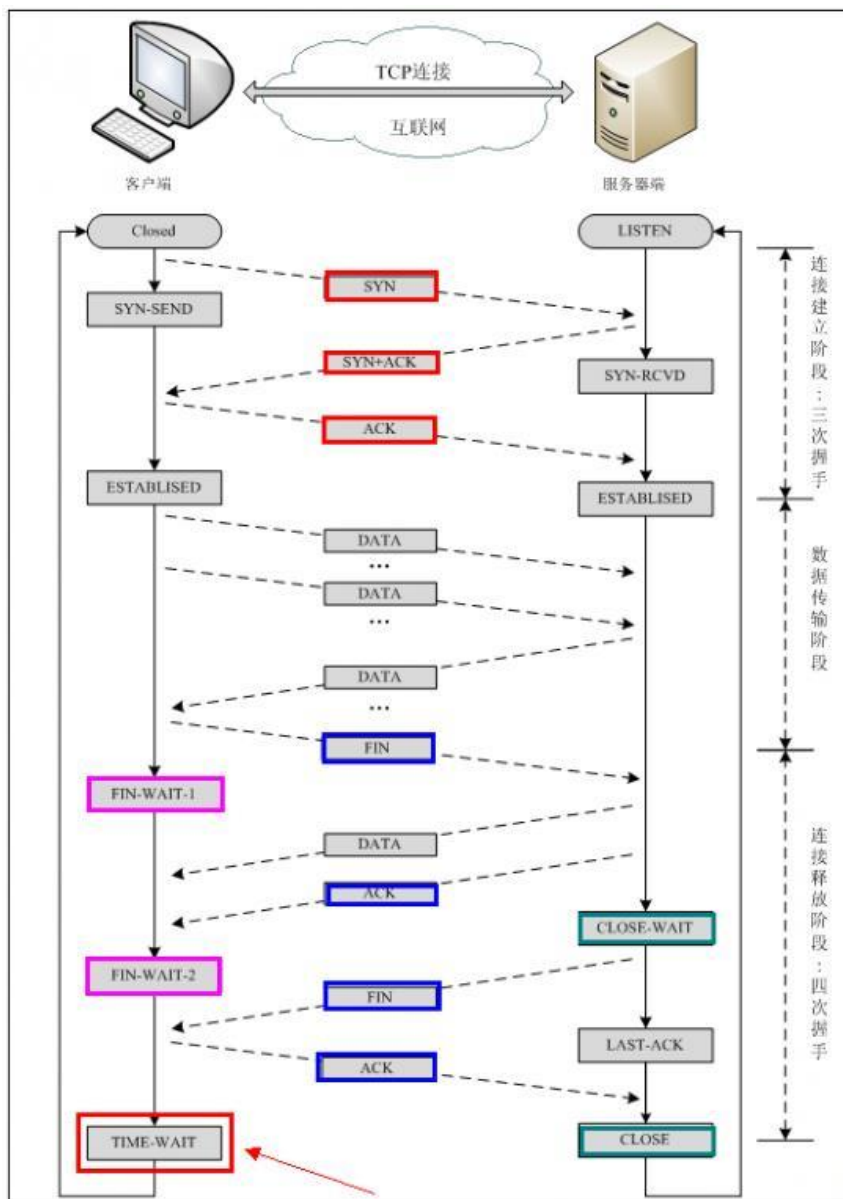 TCP连接
互联网
客户端
服务器端
Closed
LISTEN
SYN
SYN-SEND
SYN+ACK
SYN-RCVD
ACK
连接建立阶段：三次握手
ESTABLISED
ESTABLISED
DATA
...
DATA
...
DATA
...
数据传输阶段
FIN
FIN-WAIT-1
DATA
ACK
CLOSE-WAIT
FIN-WAIT-2
FIN
LAST-ACK
ACK
连接释放阶段：四次握手
TIME-WAIT
CLOSE